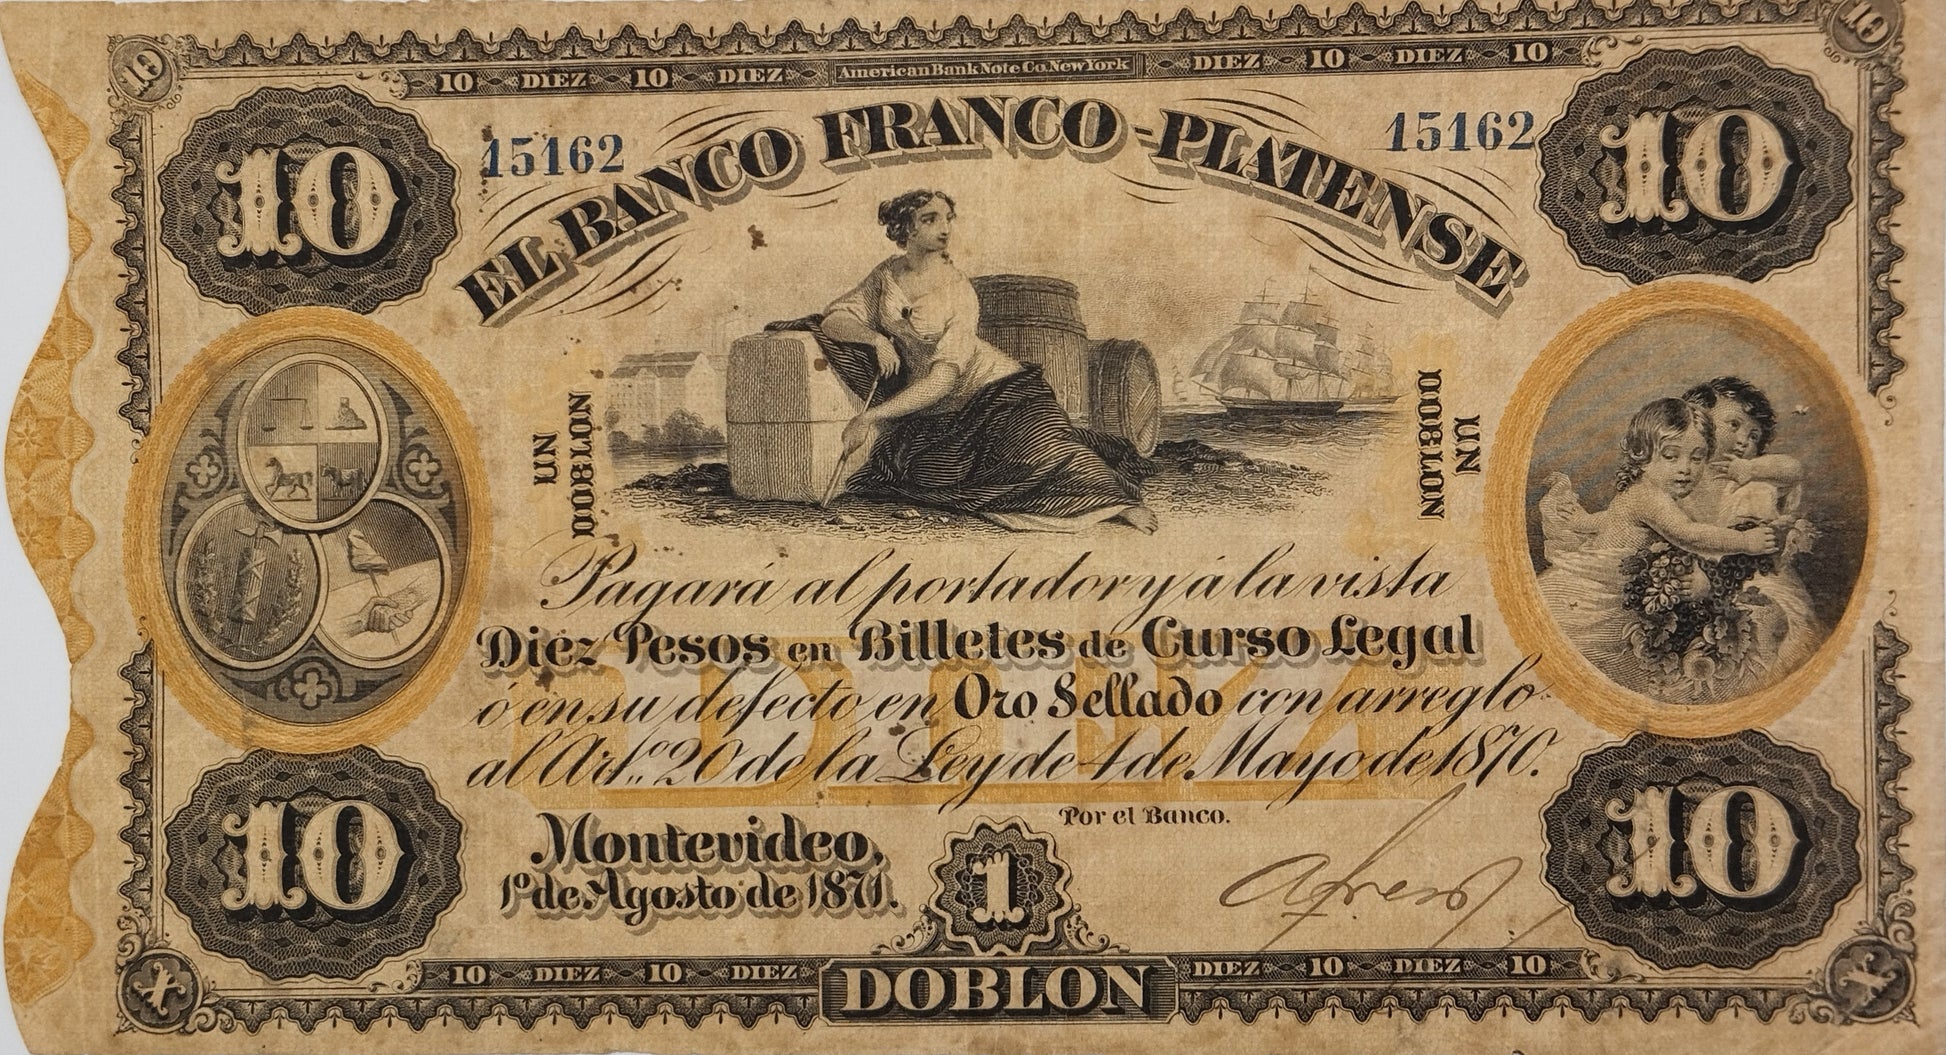 10
10
10 DIEZ 10 DIEZ American Bank Note Co. New York DIEZ 10 DIEZ 10
10
10
15162
15162
EL BANCO FRANCO-PLATENSE
UN
DOBLON
UN
DOBLON
Pagará al portador y á la vista
Diez Pesos en Billetes de Curso Legal
ó en su defecto en Oro Sellado con arreglo
al Art.º 20 de la Ley de 4 de Mayo de 1870.
DIEZ
Por el Banco.
Montevideo,
1º de Agosto de 1871.
1
10
10
10 DIEZ 10 DIEZ DOBLON DIEZ 10 DIEZ 10
X
X